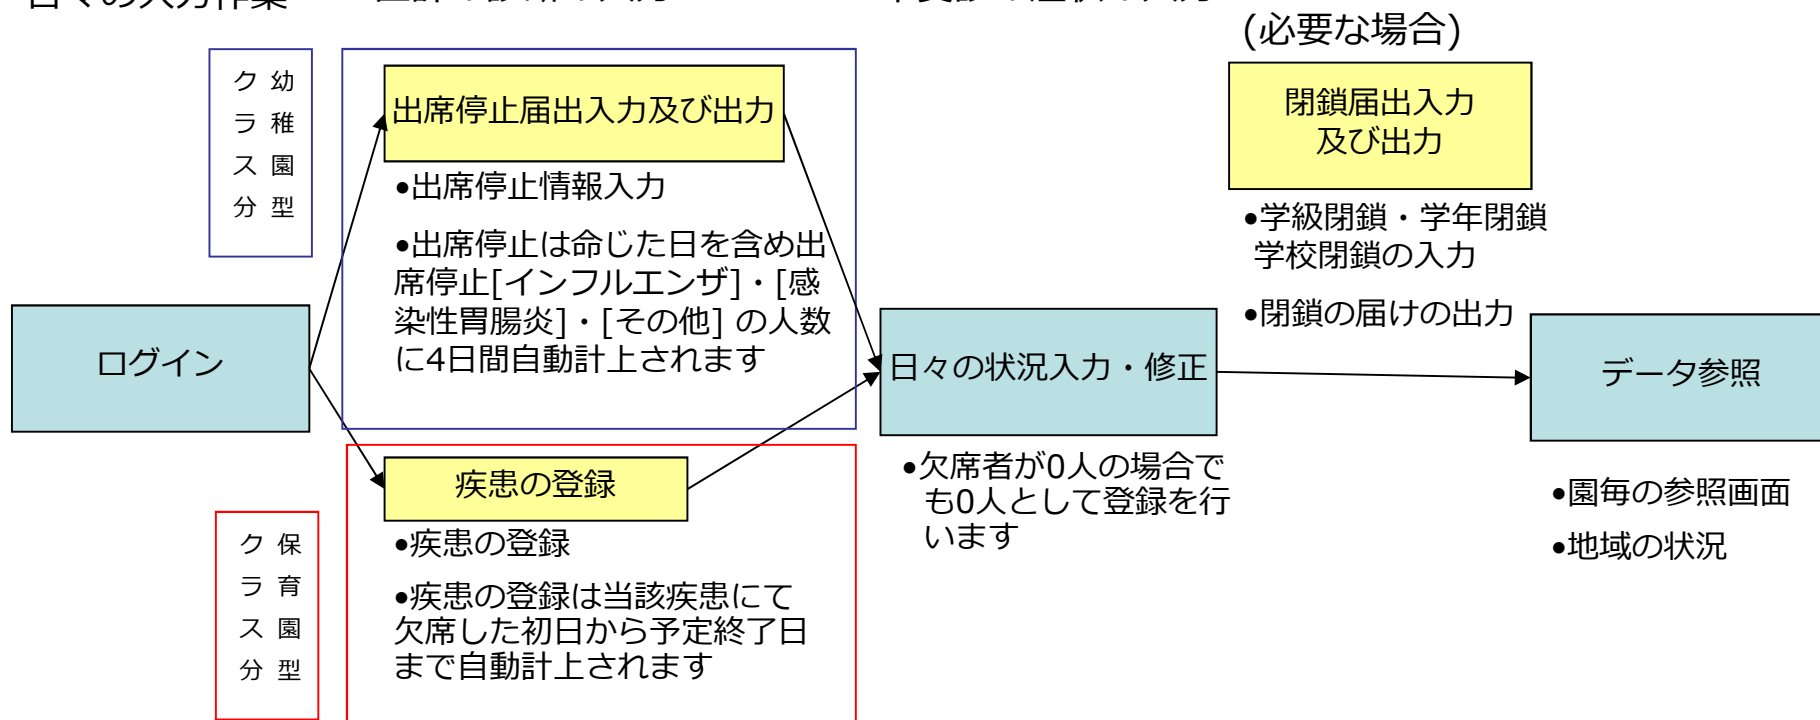 日々の入力作業
(必要な場合)
幼稚園型
クラス分
出席停止届出入力及び出力
•出席停止情報入力
•出席停止は命じた日を含め出
席停止[インフルエンザ]・[感
染性胃腸炎]・[その他] の人数
に4日間自動計上されます
閉鎖届出入力
及び出力
•学級閉鎖・学年閉鎖
学校閉鎖の入力
•閉鎖の届けの出力
ログイン
日々の状況入力・修正
•欠席者が0人の場合で
も0人として登録を行
います
データ参照
•園毎の参照画面
•地域の状況
保育園型
クラス分
疾患の登録
•疾患の登録
•疾患の登録は当該疾患にて
欠席した初日から予定終了日
まで自動計上されます